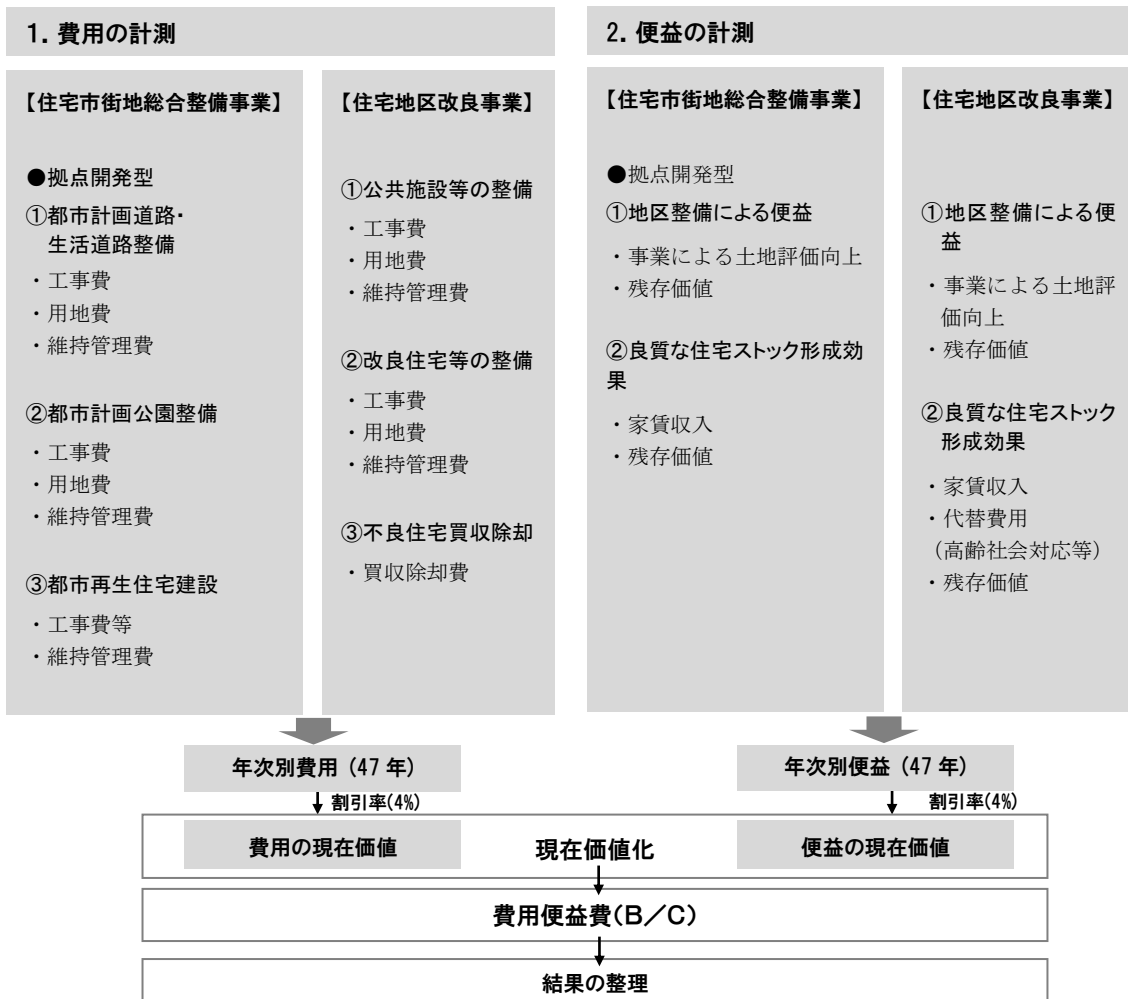 1. 費用の計測
【住宅市街地総合整備事業】
●拠点開発型
①都市計画道路・
生活道路整備
・工事費
・用地費
・維持管理費
②都市計画公園整備
・工事費
・用地費
・維持管理費
③都市再生住宅建設
・工事費等
・維持管理費
【住宅地区改良事業】
①公共施設等の整備
・工事費
・用地費
・維持管理費
②改良住宅等の整備
・工事費
・用地費
・維持管理費
③不良住宅買収除却
・買収除却費
2. 便益の計測
【住宅市街地総合整備事業】
●拠点開発型
①地区整備による便益
・事業による土地評価向上
・残存価値
②良質な住宅ストック形成効
果
・家賃収入
・残存価値
【住宅地区改良事業】
①地区整備による便
益
・事業による土地評
価向上
・残存価値
②良質な住宅ストック
形成効果
・家賃収入
・代替費用
(高齢社会対応等)
・残存価値
年次別費用 (47 年)
割引率(4%)
年次別便益 (47 年)
割引率(4%)
費用の現在価値
現在価値化
便益の現在価値
費用便益費(B/C)
結果の整理